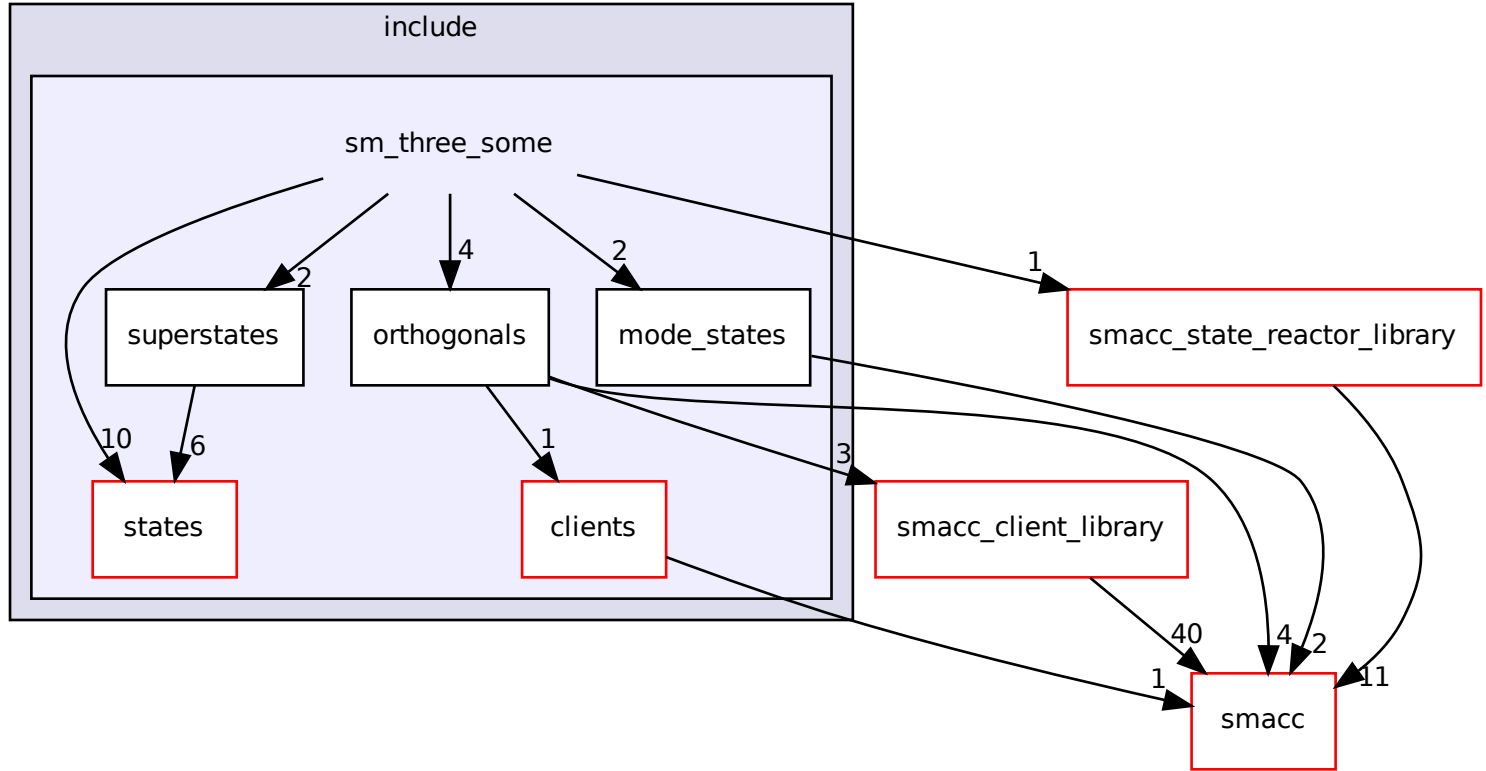 include
sm_three_some
4
2
2
1
superstates
orthogonals
mode_states
smacc_state_reactor_library
10
6
1
3
states
clients
smacc_client_library
40
4
2
1
11
smacc